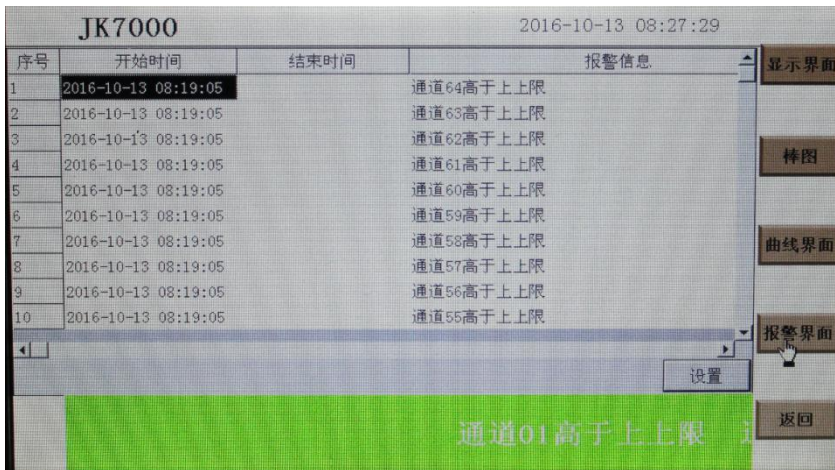 JK7000 2016-10-13 08:27:29
序号 开始时间 结束时间 报警信息
1 2016-10-13 08:19:05 通道64高于上上限
2 2016-10-13 08:19:05 通道63高于上上限
3 2016-10-13 08:19:05 通道62高于上上限
4 2016-10-13 08:19:05 通道61高于上上限
5 2016-10-13 08:19:05 通道60高于上上限
6 2016-10-13 08:19:05 通道59高于上上限
7 2016-10-13 08:19:05 通道58高于上上限
8 2016-10-13 08:19:05 通道57高于上上限
9 2016-10-13 08:19:05 通道56高于上上限
10 2016-10-13 08:19:05 通道55高于上上限
设置
通道01高于上上限
显示界面
棒图
曲线界面
报警界面
返回